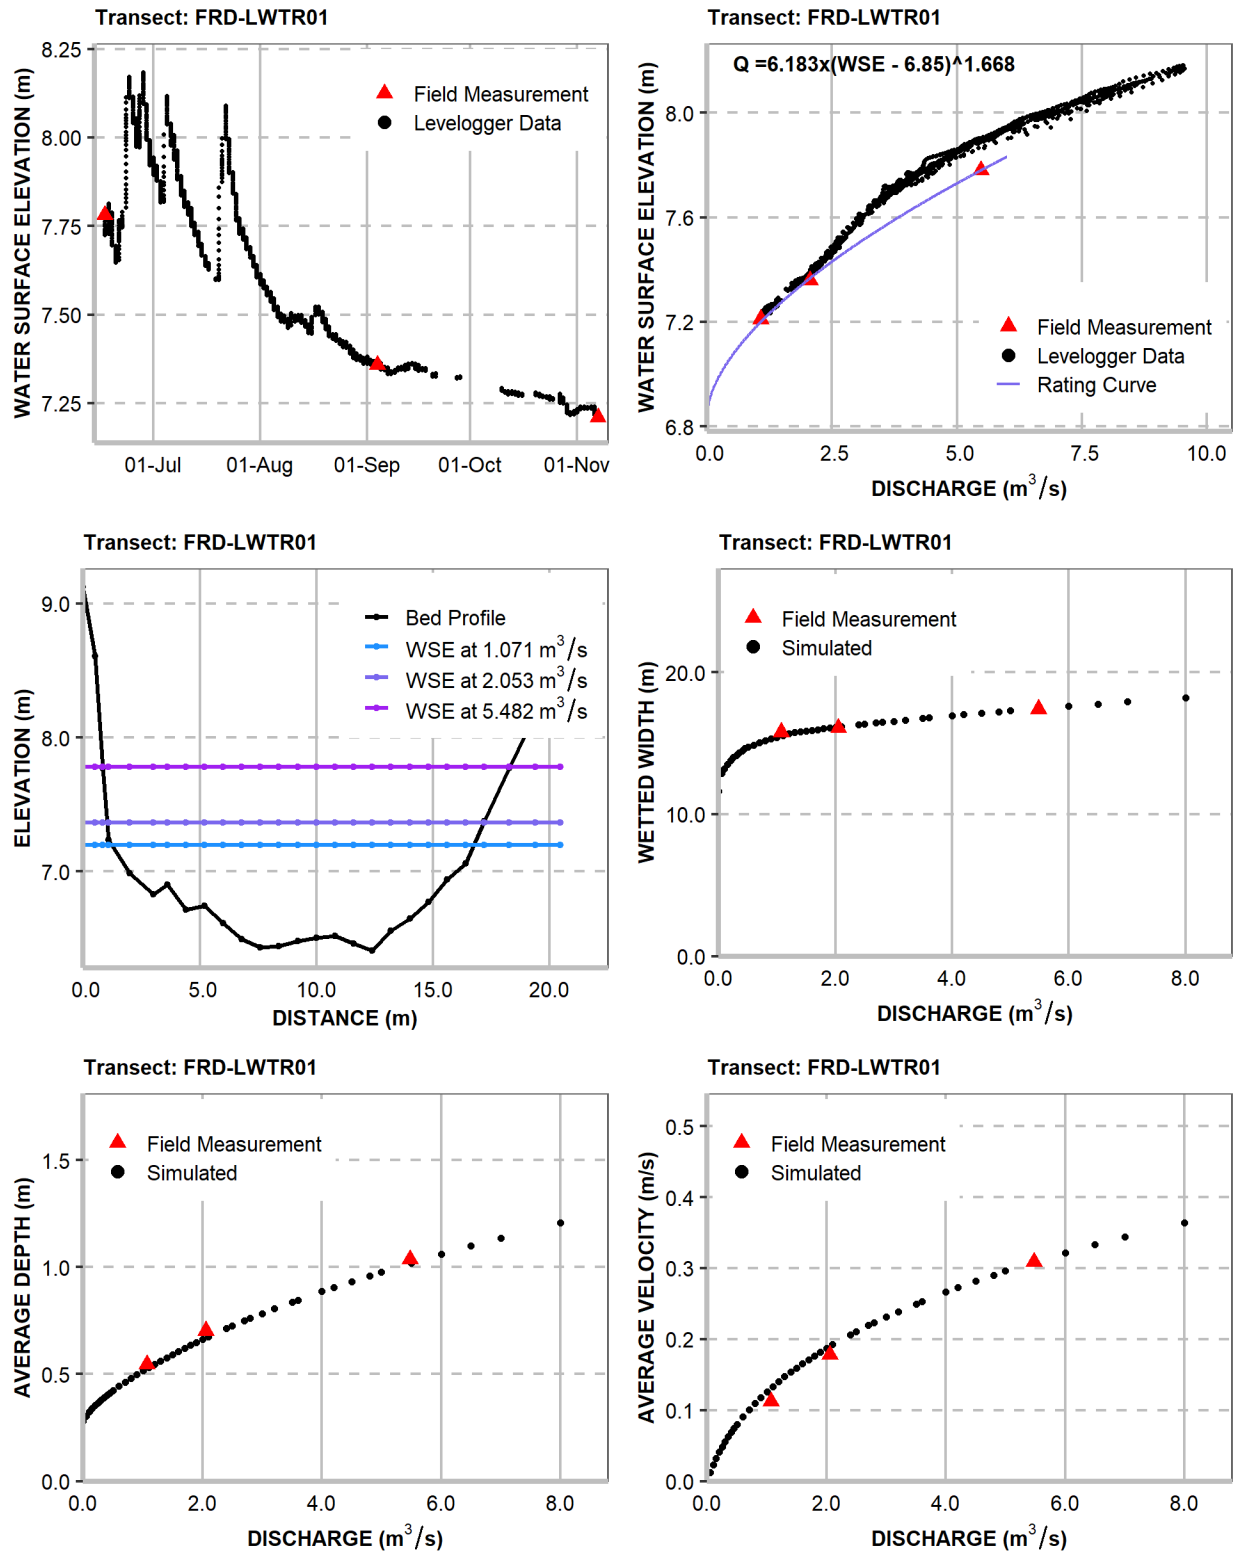 Transect: FRD-LWTR01
WATER SURFACE ELEVATION (m)
8.25
8.00
7.75
7.50
7.25
Field Measurement
Levelogger Data
01-Jul
01-Aug
01-Sep
01-Oct
01-Nov
Transect: FRD-LWTR01
Q =6.183x(WSE - 6.85)^1.668
WATER SURFACE ELEVATION (m)
8.0
7.6
7.2
6.8
Field Measurement
Levelogger Data
Rating Curve
0.0
2.5
5.0
7.5
10.0
DISCHARGE (m³/s)
Transect: FRD-LWTR01
ELEVATION (m)
9.0
8.0
7.0
Bed Profile
WSE at 1.071 m³/s
WSE at 2.053 m³/s
WSE at 5.482 m³/s
0.0
5.0
10.0
15.0
20.0
DISTANCE (m)
Transect: FRD-LWTR01
WETTED WIDTH (m)
Field Measurement
Simulated
20.0
10.0
0.0
0.0
2.0
4.0
6.0
8.0
DISCHARGE (m³/s)
Transect: FRD-LWTR01
AVERAGE DEPTH (m)
Field Measurement
Simulated
1.5
1.0
0.5
0.0
0.0
2.0
4.0
6.0
8.0
DISCHARGE (m³/s)
Transect: FRD-LWTR01
AVERAGE VELOCITY (m/s)
Field Measurement
Simulated
0.5
0.4
0.3
0.2
0.1
0.0
0.0
2.0
4.0
6.0
8.0
DISCHARGE (m³/s)